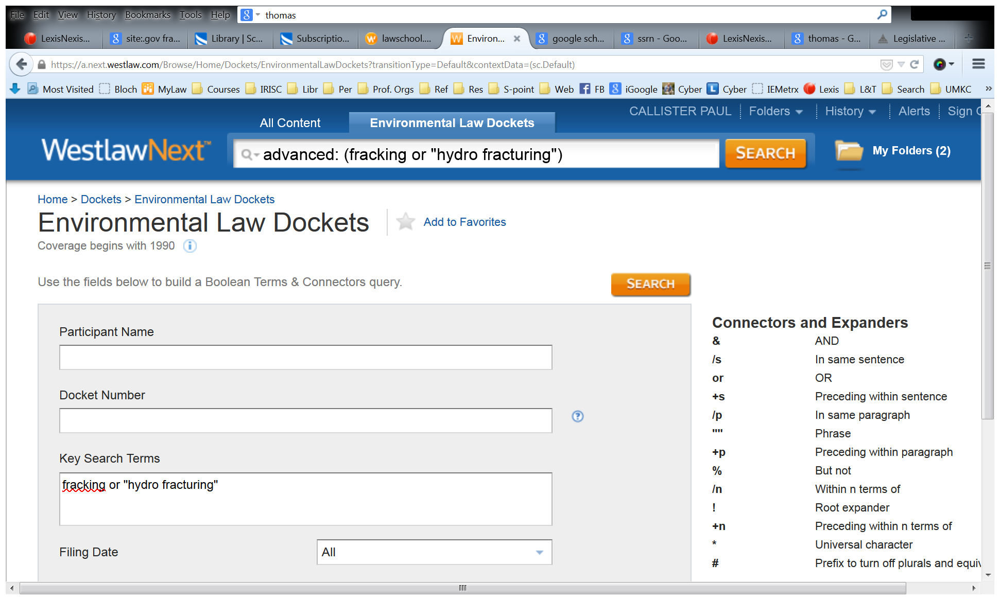 File Edit View History Bookmarks Tools Help thomas
LexisNexis... site:.gov fra... Library | Sc... Subscriptio... lawschool.... Environ... google sch... ssrn - Goo... LexisNexis... thomas - G... Legislative ...
https://a.next.westlaw.com/Browse/Home/Dockets/EnvironmentalLawDockets?transitionType=Default&contextData=(sc.Default)
Most Visited Bloch MyLaw Courses IRISC Libr Per Prof. Orgs Ref Res S-point Web FB iGoogle Cyber Cyber IEMetrx Lexis L&T Search UMKC »
CALLISTER PAUL Folders History Alerts Sign
All Content Environmental Law Dockets
WestlawNext™ advanced: (fracking or "hydro fracturing") SEARCH My Folders (2)
Home > Dockets > Environmental Law Dockets
Environmental Law Dockets Add to Favorites
Coverage begins with 1990
Use the fields below to build a Boolean Terms & Connectors query. SEARCH
Participant Name
Docket Number
Key Search Terms
fracking or "hydro fracturing"
Filing Date All
Connectors and Expanders
& AND
/s In same sentence
or OR
+s Preceding within sentence
/p In same paragraph
"" Phrase
+p Preceding within paragraph
% But not
/n Within n terms of
! Root expander
+n Preceding within n terms of
* Universal character
# Prefix to turn off plurals and equiv